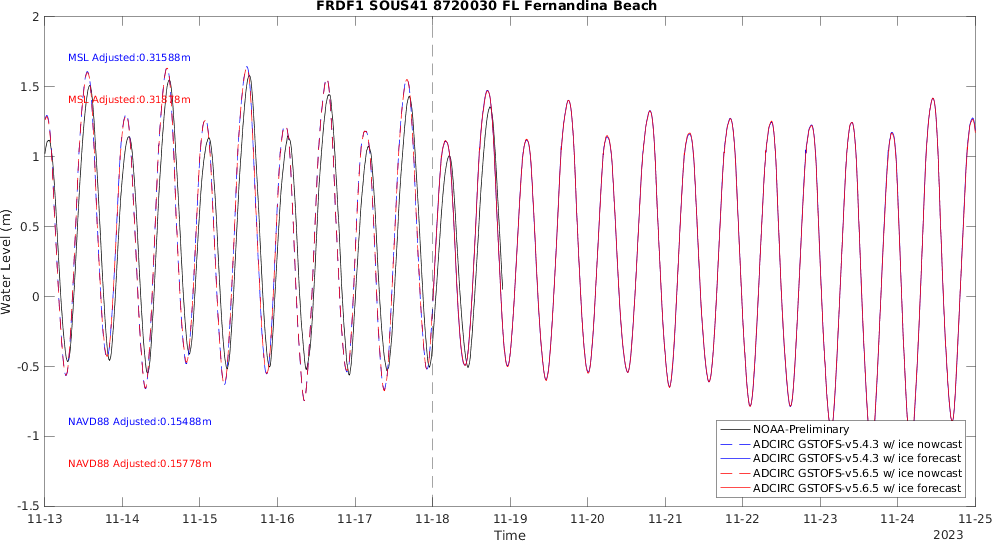 FRDF1 SOUS41 8720030 FL Fernandina Beach
2
1.5
1
0.5
0
-0.5
-1
-1.5
Water Level (m)
MSL Adjusted:0.31588m
MSL Adjusted:0.31878m
NAVD88 Adjusted:0.15488m
NAVD88 Adjusted:0.15778m
NOAA-Preliminary
ADCIRC GSTOFS-v5.4.3 w/ ice nowcast
ADCIRC GSTOFS-v5.4.3 w/ ice forecast
ADCIRC GSTOFS-v5.6.5 w/ ice nowcast
ADCIRC GSTOFS-v5.6.5 w/ ice forecast
11-13 11-14 11-15 11-16 11-17 11-18 11-19 11-20 11-21 11-22 11-23 11-24 11-25
Time
2023